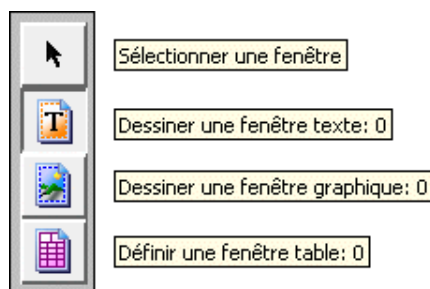 Sélectionner une fenêtre
T
Dessiner une fenêtre texte: 0
Dessiner une fenêtre graphique: 0
Définir une fenêtre table: 0